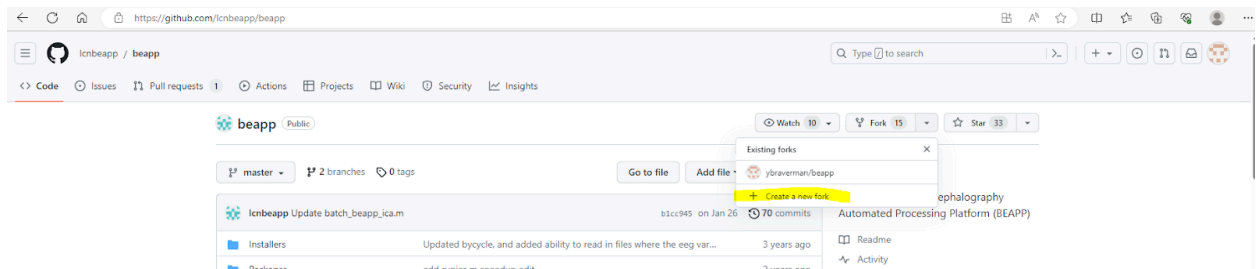 https://github.com/lcnbeapp/beapp
lcnbeapp / beapp
Type / to search
Code Issues Pull requests 1 Actions Projects Wiki Security Insights
beapp Public
Watch 10 Fork 15 Star 33
Existing forks
ybraverman/beapp
+ Create a new fork
master 2 branches 0 tags Go to file Add file
ephalography
Automated Processing Platform (BEAPP)
lcnbeapp Update batch_beapp_ica.m b1cc945 on Jan 26 70 commits
Readme
Installers Updated bycycle, and added ability to read in files where the eeg var... 3 years ago
Activity